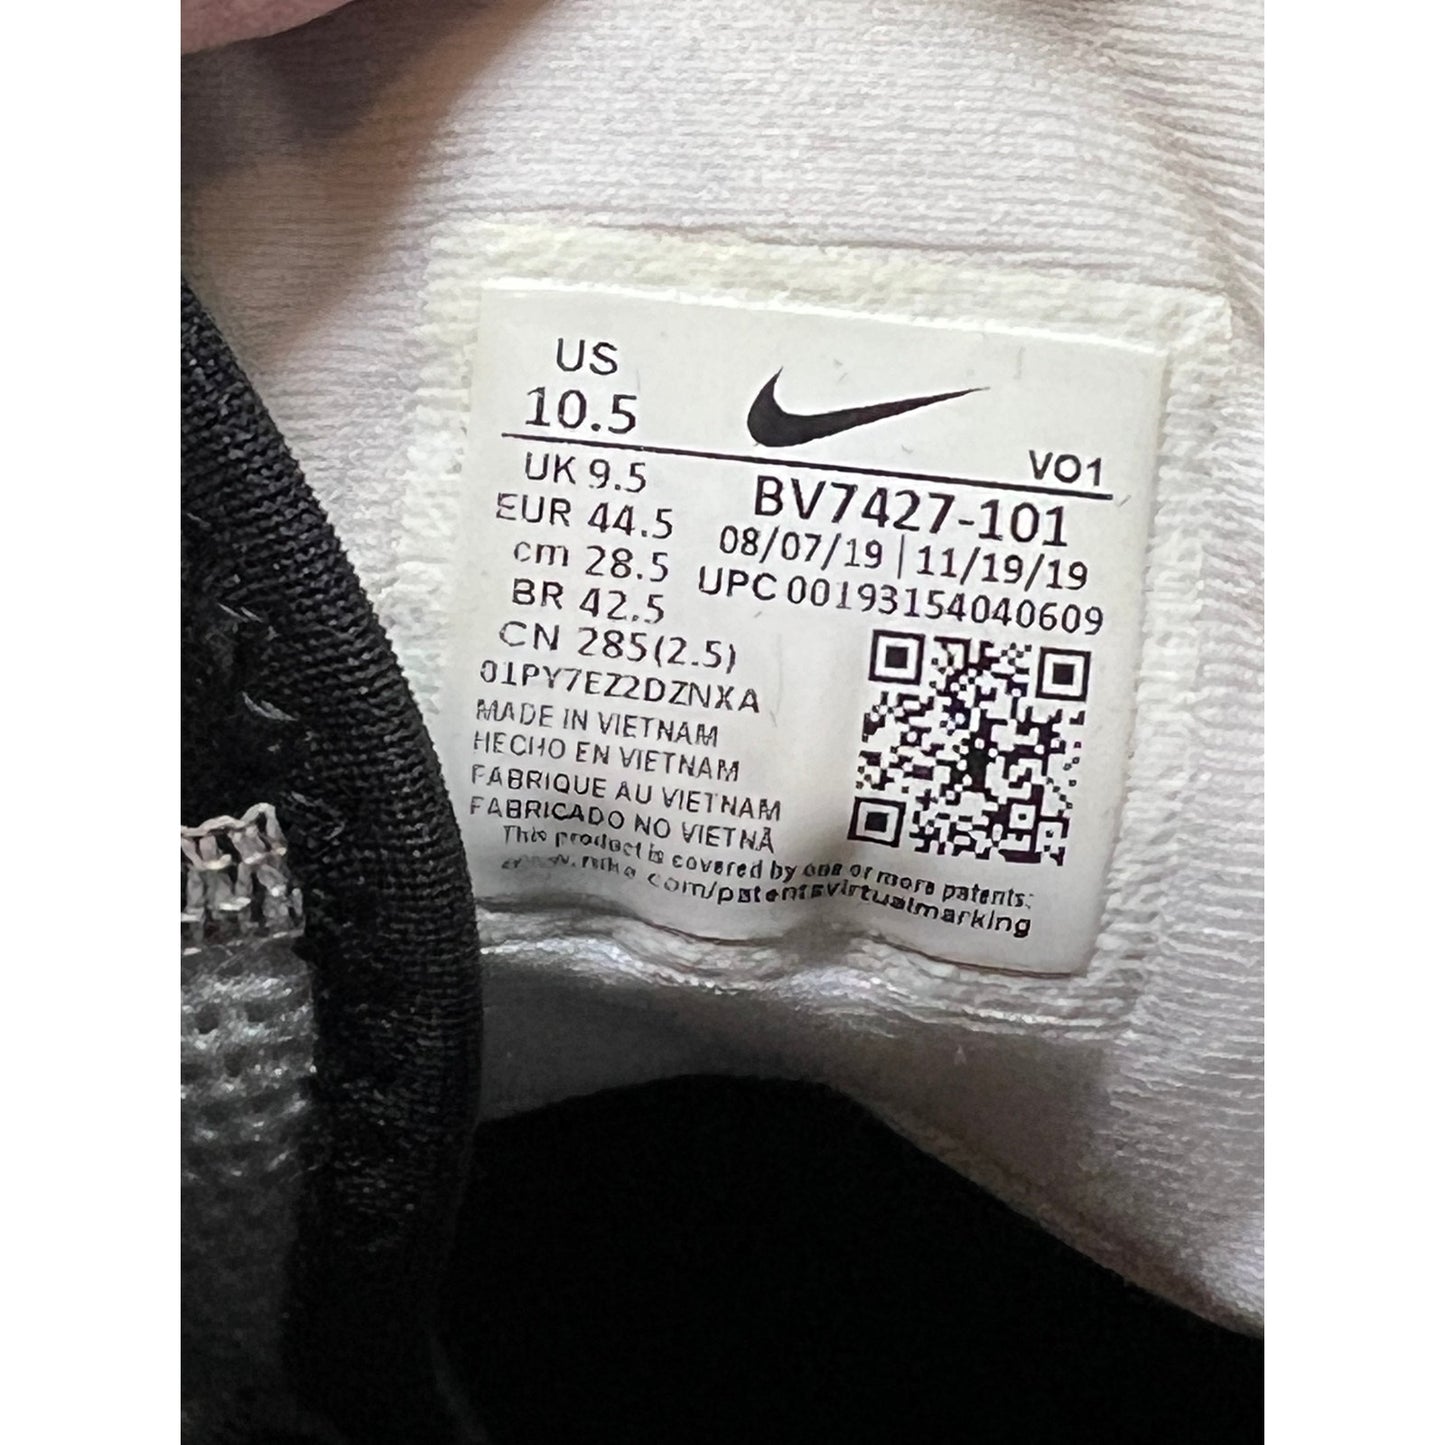 US
10.5
VO1
UK 9.5
EUR 44.5
cm 28.5
BR 42.5
CN 285(2.5)
BV7427-101
08/07/19 | 11/19/19
UPC 00193154040609
01PY7EZ2DZNXA
MADE IN VIETNAM
HECHO EN VIETNAM
FABRIQUE AU VIETNAM
FABRICADO NO VIETNÃ
This product is covered by one or more patents:
www.nike.com/patentsvirtualmarking